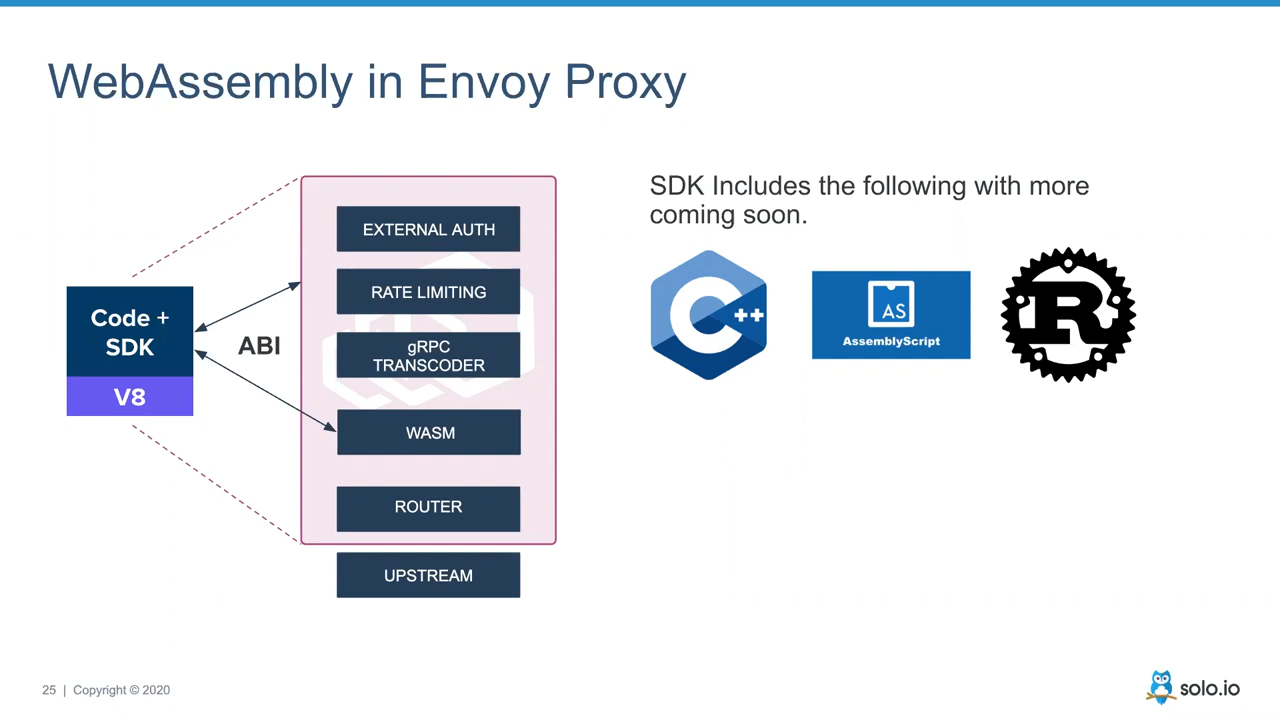 WebAssembly in Envoy Proxy
Code +
SDK
V8
ABI
EXTERNAL AUTH
RATE LIMITING
gRPC
TRANSCODER
WASM
ROUTER
UPSTREAM
SDK Includes the following with more
coming soon.
C++
AS
AssemblyScript
R
25 | Copyright © 2020
solo.io